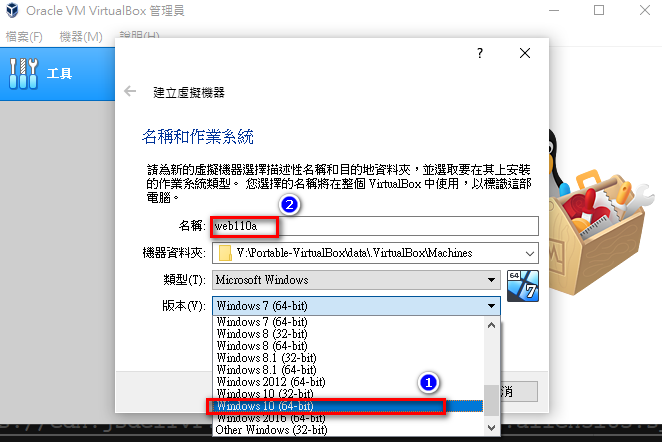 Oracle VM VirtualBox 管理員
檔案(F) 機器(M) 說明(H)
工具
?
建立虛擬機器
名稱和作業系統
請為新的虛擬機器選擇描述性名稱和目的地資料夾，並選取要在其上安裝
的作業系統類型。 您選擇的名稱將在整個 VirtualBox 中使用，以標識這部
電腦。
2
名稱: web110a
機器資料夾: V:\Portable-VirtualBox\data\.VirtualBox\Machines
類型(T): Microsoft Windows
64
7
版本(V): Windows 7 (64-bit)
Windows 7 (64-bit)
Windows 8 (32-bit)
Windows 8 (64-bit)
Windows 8.1 (32-bit)
Windows 8.1 (64-bit)
Windows 2012 (64-bit)
Windows 10 (32-bit)
1
消
Windows 10 (64-bit)
Windows 2016 (64-bit)
Other Windows (32-bit)